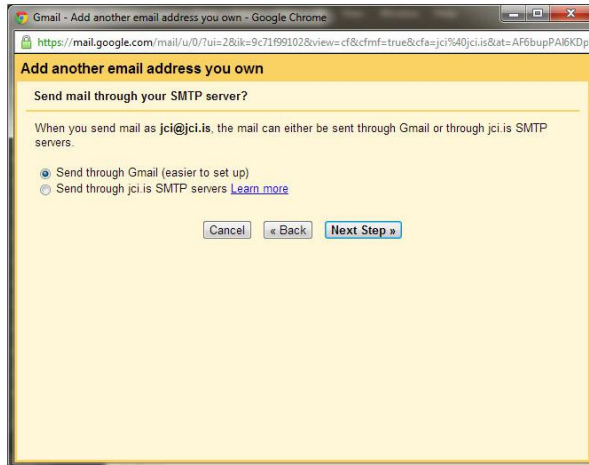 Gmail - Add another email address you own - Google Chrome
https://mail.google.com/mail/u/0/?ui=2&ik=9c71f99102&view=cf&cfmf=true&cfa=jci%40jci.is&at=AF6bupPAI6KDp
Add another email address you own
Send mail through your SMTP server?
When you send mail as jci@jci.is, the mail can either be sent through Gmail or through jci.is SMTP
servers.
Send through Gmail (easier to set up)
Send through jci.is SMTP servers Learn more
Cancel « Back Next Step »